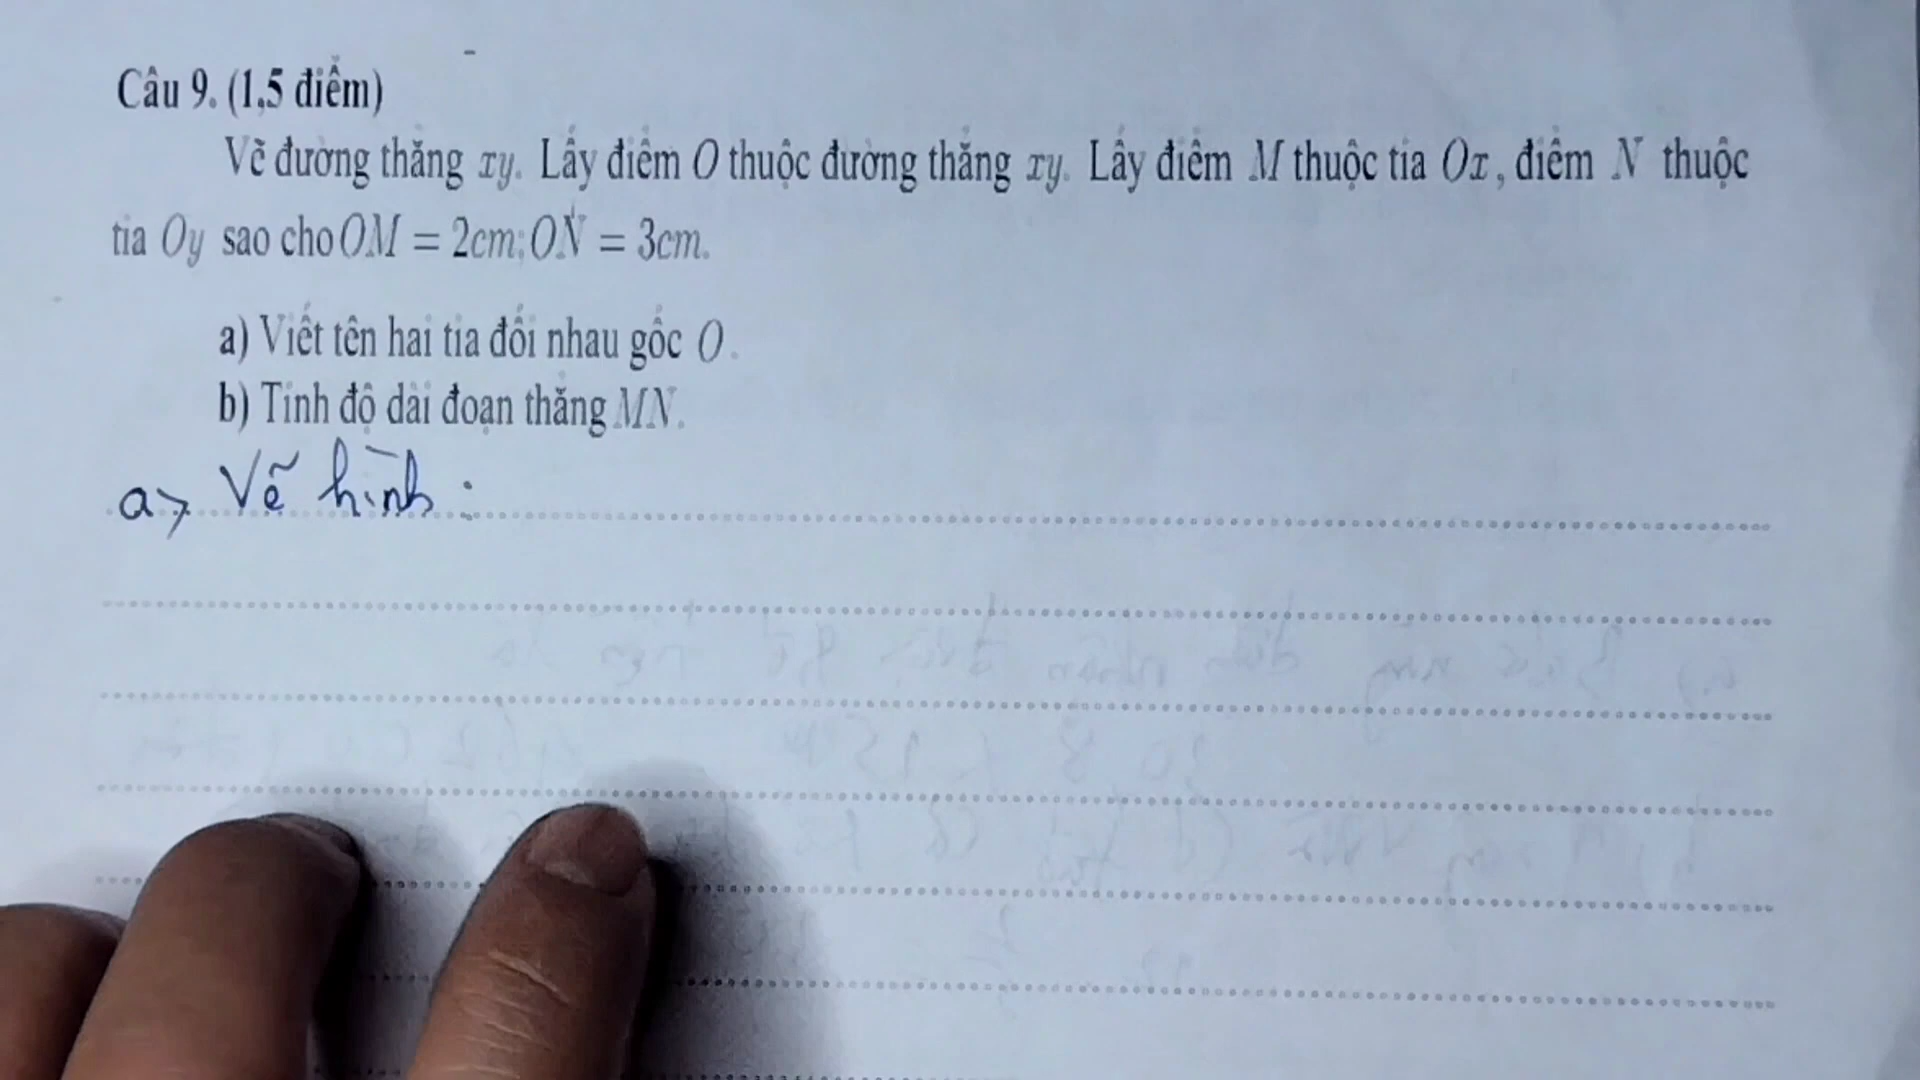 Câu 9. (1,5 điểm)
Vẽ đường thẳng xy. Lấy điểm O thuộc đường thẳng xy. Lấy điểm M thuộc tia Ox, điểm N thuộc
tia Oy sao cho OM = 2cm; ON = 3cm.
a) Viết tên hai tia đối nhau gốc O.
b) Tính độ dài đoạn thẳng MN.
a) Vẽ hình: